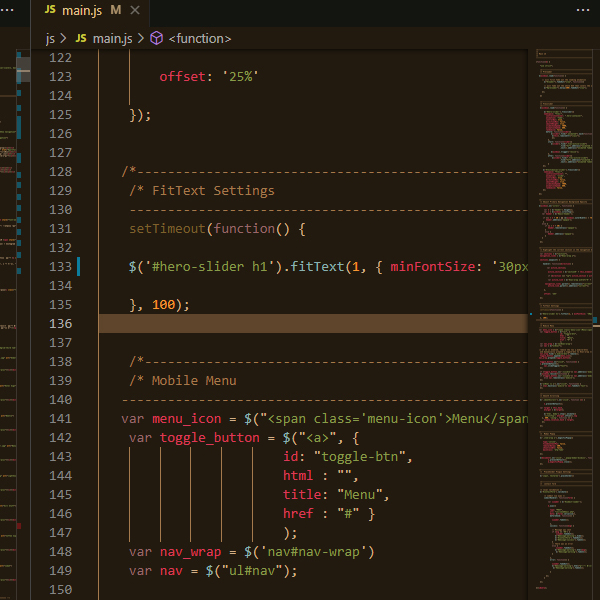 JS main.js M
js > JS main.js > <function>
122
123 offset: '25%'
124
125 });
126
127
128 /*---------------------------------------------------
129 /* FitText Settings
130 ---------------------------------------------------
131 setTimeout(function() {
132
133 $('#hero-slider h1').fitText(1, { minFontSize: '30px
134
135 }, 100);
136
137
138 /*---------------------------------------------------
139 /* Mobile Menu
140 ---------------------------------------------------
141 var menu_icon = $("<span class='menu-icon'>Menu</span
142 var toggle_button = $("<a>", {
143 id: "toggle-btn",
144 html : "",
145 title: "Menu",
146 href : "#" }
147 );
148 var nav_wrap = $('nav#nav-wrap')
149 var nav = $("ul#nav");
150